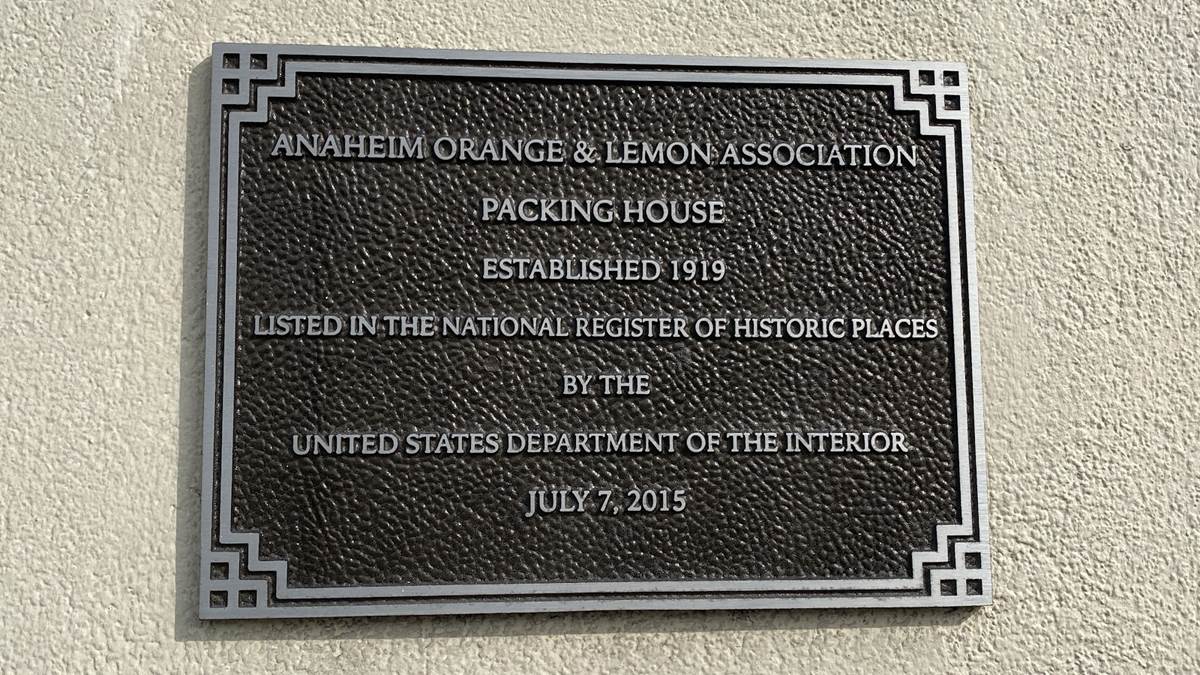 ANAHEIM ORANGE & LEMON ASSOCIATION
PACKING HOUSE
ESTABLISHED 1919
LISTED IN THE NATIONAL REGISTER OF HISTORIC PLACES
BY THE
UNITED STATES DEPARTMENT OF THE INTERIOR
JULY 7, 2015